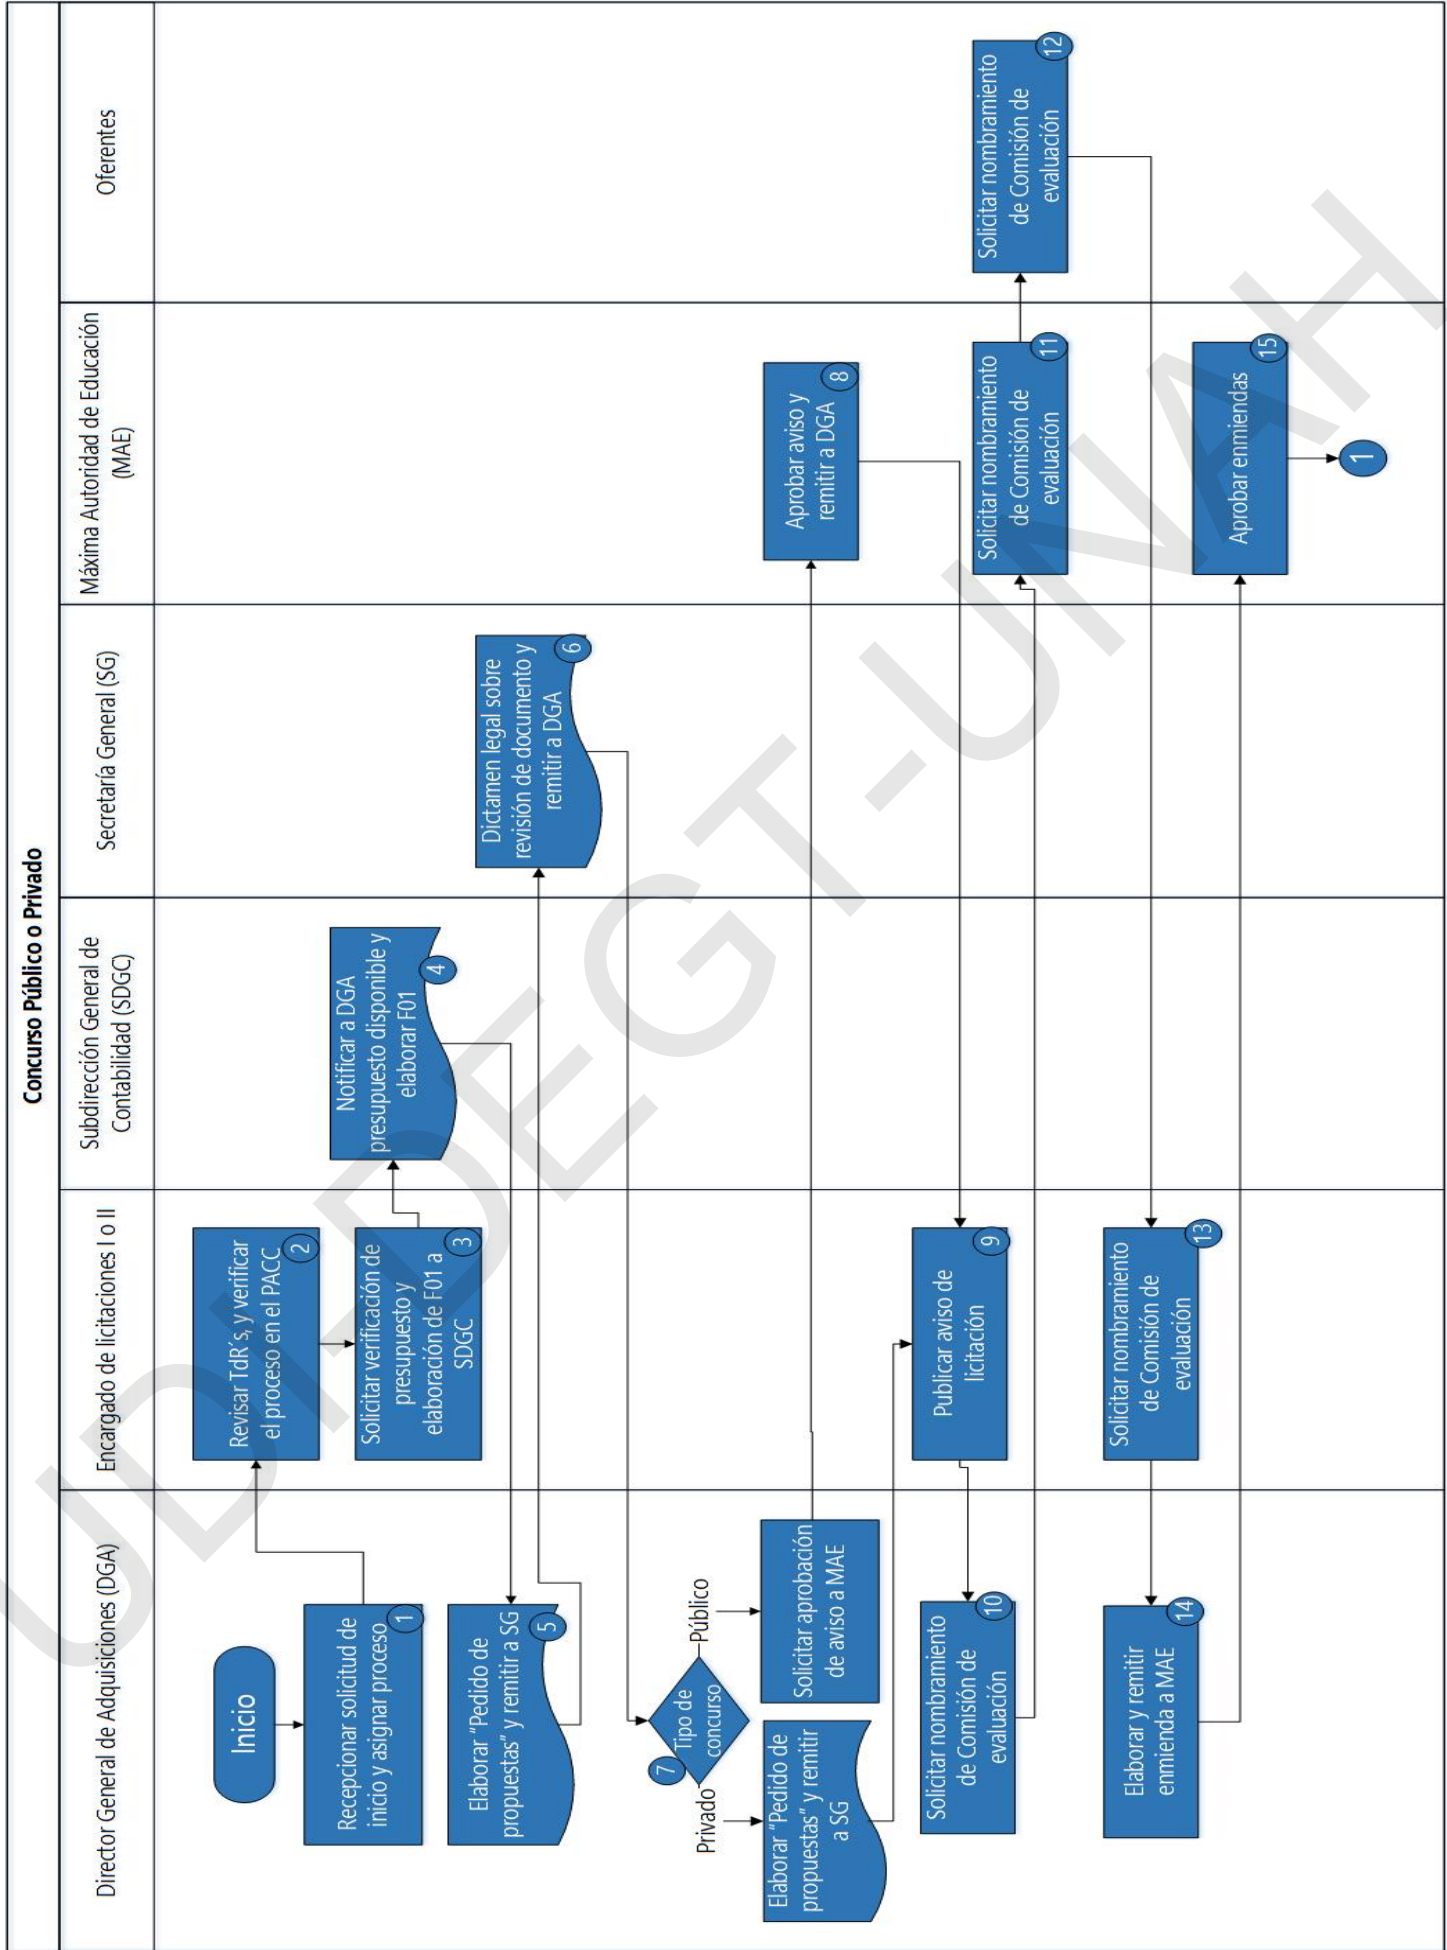 Concurso Público o Privado
Director General de Adquisiciones (DGA)
Encargado de licitaciones I o II
Subdirección General de
Contabilidad (SDGC)
Secretaría General (SG)
Máxima Autoridad de Educación
(MAE)
Oferentes
Inicio
Recepcionar solicitud de
inicio y asignar proceso
1
Revisar TdR´s, y verificar
el proceso en el PACC
2
Solicitar verificación de
presupuesto y
elaboración de F01 a
SDGC
3
Notificar a DGA
presupuesto disponible y
elaborar F01
4
Elaborar “Pedido de
propuestas” y remitir a SG
5
Dictamen legal sobre
revisión de documento y
remitir a DGA
6
7
Tipo de
concurso
Privado
Público
Elaborar “Pedido de
propuestas” y remitir
a SG
Solicitar aprobación
de aviso a MAE
Aprobar aviso y
remitir a DGA
8
Publicar aviso de
licitación
9
Solicitar nombramiento
de Comisión de
evaluación
10
Solicitar nombramiento
de Comisión de
evaluación
11
Solicitar nombramiento
de Comisión de
evaluación
12
Solicitar nombramiento
de Comisión de
evaluación
13
Elaborar y remitir
enmienda a MAE
14
Aprobar enmiendas
15
1
UDI-DEGT-UNAH